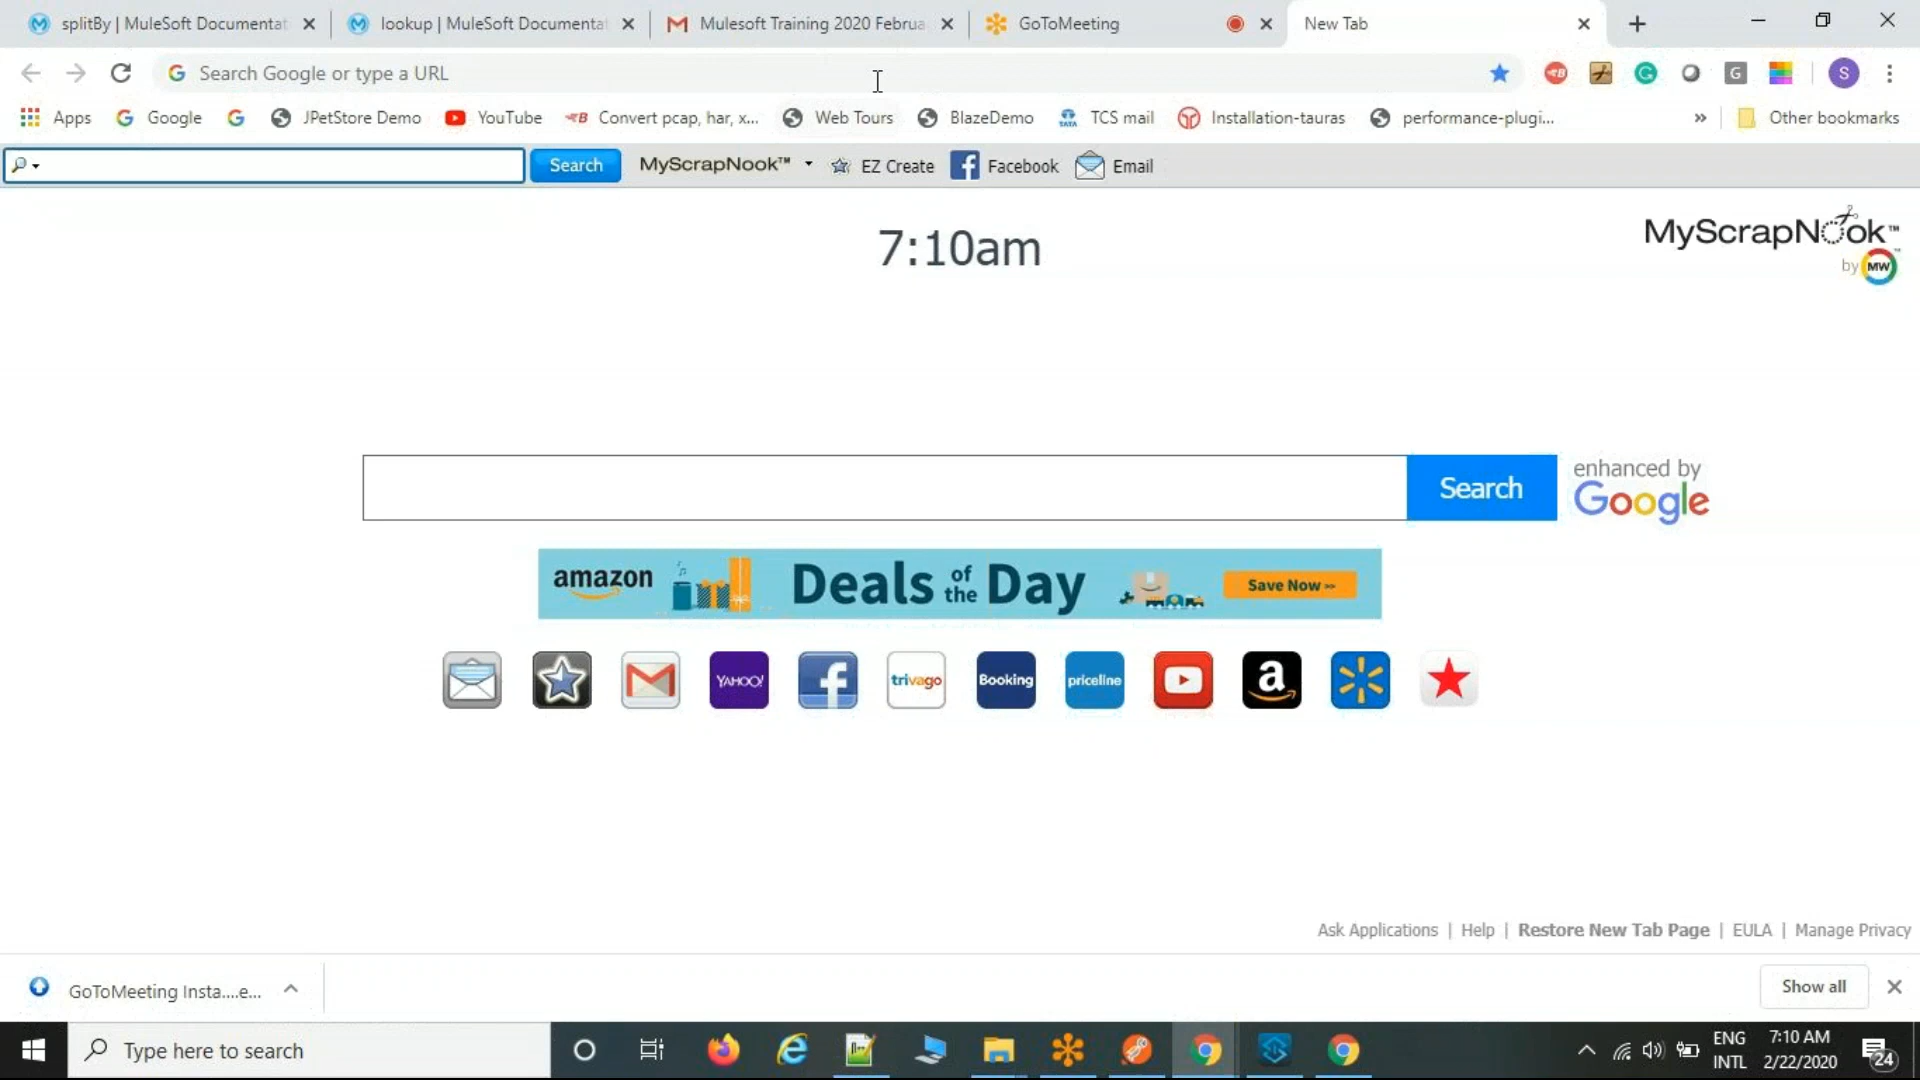 splitBy | MuleSoft Documentat
lookup | MuleSoft Documentat
Mulesoft Training 2020 Februa
GoToMeeting
New Tab
Search Google or type a URL
Apps
Google
JPetStore Demo
YouTube
Convert pcap, har, x...
Web Tours
BlazeDemo
TCS mail
Installation-tauras
performance-plugi...
»
Other bookmarks
Search
MyScrapNook™
EZ Create
Facebook
Email
7:10am
MyScrapNook™
by MW
Search
enhanced by
Google
amazon
Deals of the Day
Save Now >>
YAHOO!
trivago
Booking
priceline
Ask Applications | Help | Restore New Tab Page | EULA | Manage Privacy
GoToMeeting Insta....e...
Show all
Type here to search
ENG
INTL
7:10 AM
2/22/2020
24